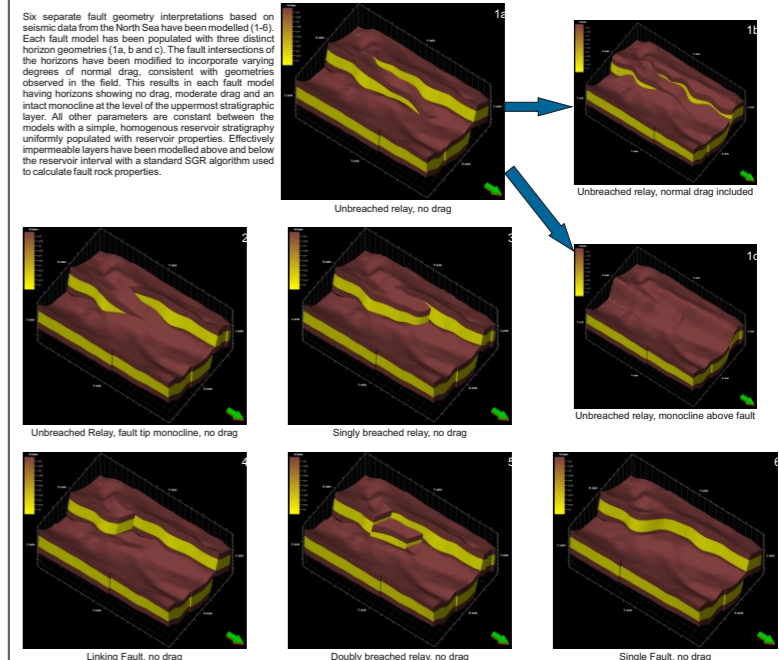 Six separate fault geometry interpretations based on
seismic data from the North Sea have been modelled (1-6).
Each fault model has been populated with three distinct
horizon geometries (1a, b and c). The fault intersections of
the horizons have been modified to incorporate varying
degrees of normal drag, consistent with geometries
observed in the field. This results in each fault model
having horizons showing no drag, moderate drag and an
intact monocline at the level of the uppermost stratigraphic
layer. All other parameters are constant between the
models with a simple, homogenous reservoir stratigraphy
uniformly populated with reservoir properties. Effectively
impermeable layers have been modelled above and below
the reservoir interval with a standard SGR algorithm used
to calculate fault rock properties.
1a
Unbreached relay, no drag
1b
Unbreached relay, normal drag included
2
Unbreached Relay, fault tip monocline, no drag
3
Singly breached relay, no drag
1c
Unbreached relay, monocline above fault
4
Linking Fault, no drag
5
Doubly breached relay, no drag
6
Single Fault, no drag